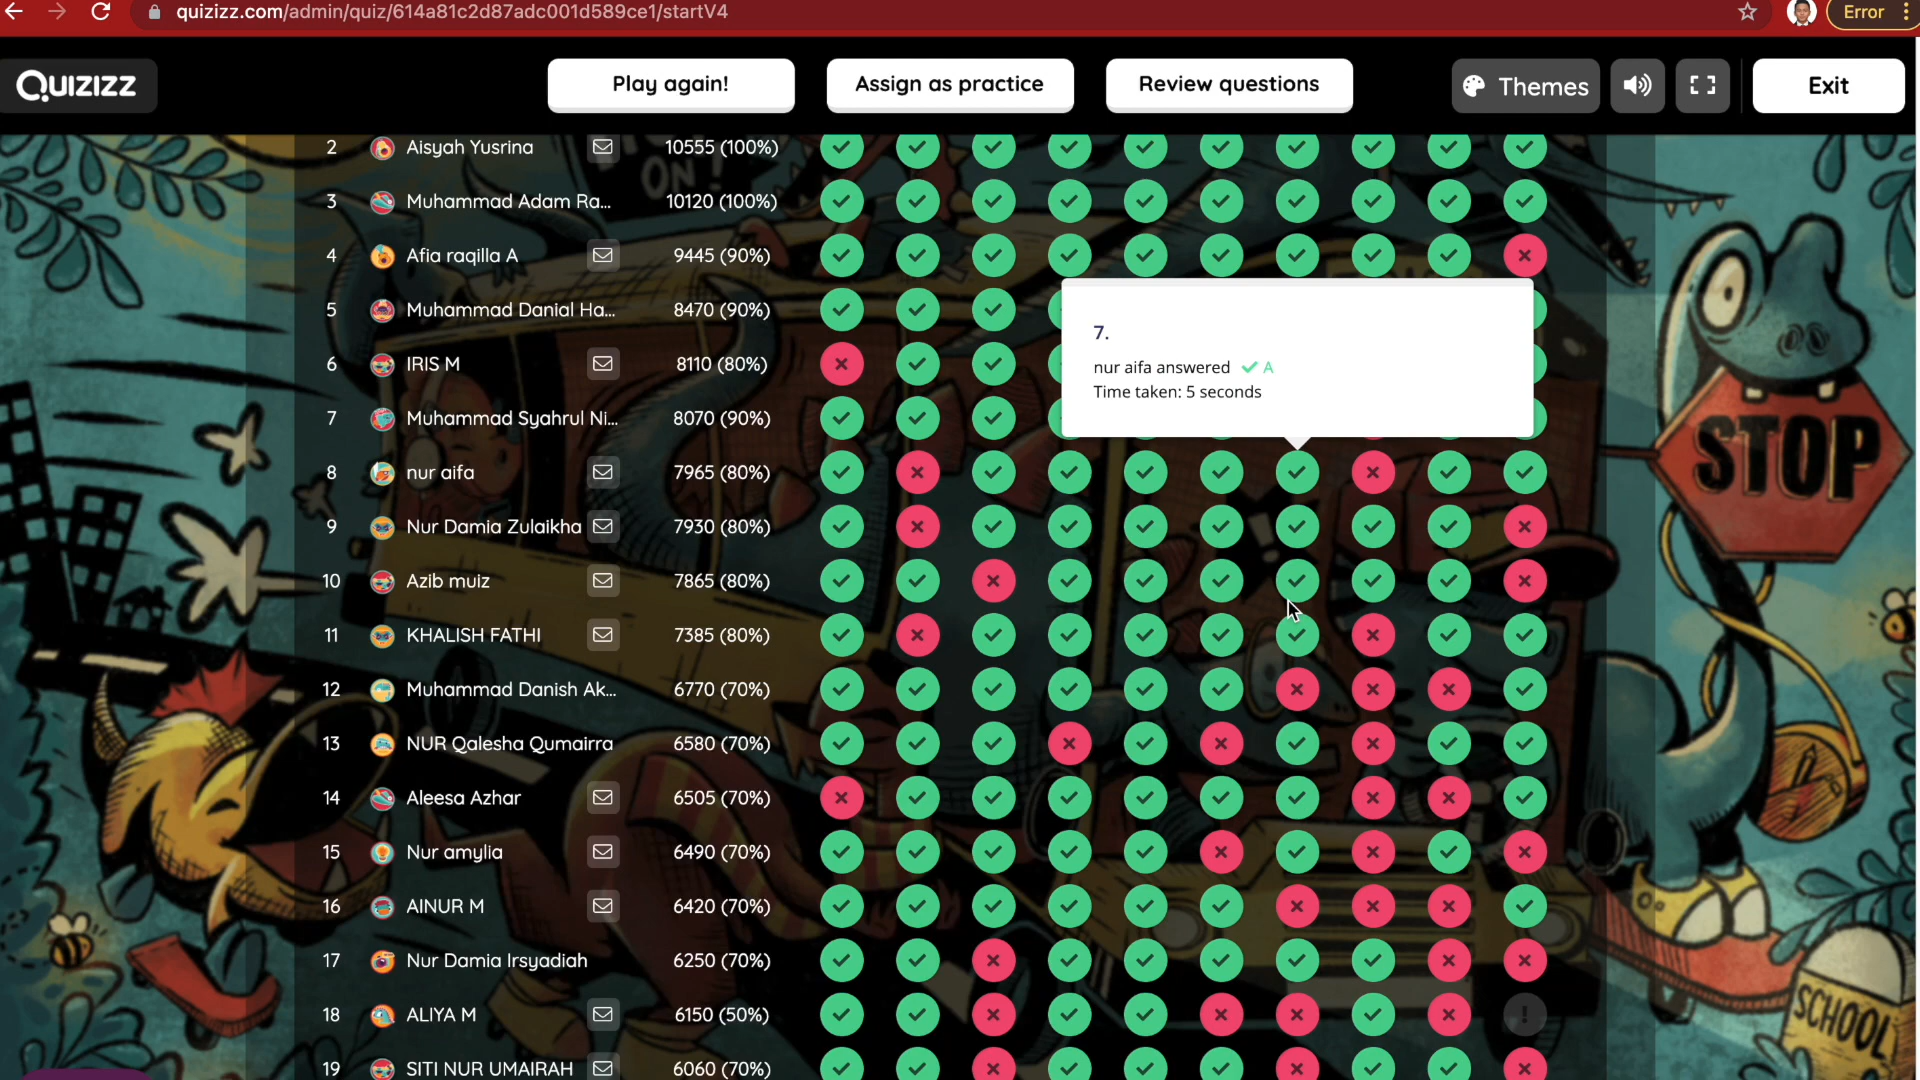 quizizz.com/admin/quiz/614a81c2d87adc001d589ce1/startV4
Error
QUIZIZZ
Play again!
Assign as practice
Review questions
Themes
Exit
2 Aisyah Yusrina 10555 (100%)
3 Muhammad Adam Ra... 10120 (100%)
4 Afia raqilla A 9445 (90%)
5 Muhammad Danial Ha... 8470 (90%)
6 IRIS M 8110 (80%)
7 Muhammad Syahrul Ni... 8070 (90%)
7.
nur aifa answered A
Time taken: 5 seconds
8 nur aifa 7965 (80%)
9 Nur Damia Zulaikha 7930 (80%)
10 Azib muiz 7865 (80%)
11 KHALISH FATHI 7385 (80%)
12 Muhammad Danish Ak... 6770 (70%)
13 NUR Qalesha Qumairra 6580 (70%)
14 Aleesa Azhar 6505 (70%)
15 Nur amylia 6490 (70%)
16 AINUR M 6420 (70%)
17 Nur Damia Irsyadiah 6250 (70%)
18 ALIYA M 6150 (50%)
19 SITI NUR UMAIRAH 6060 (70%)
ON!
STOP
SCHOOL